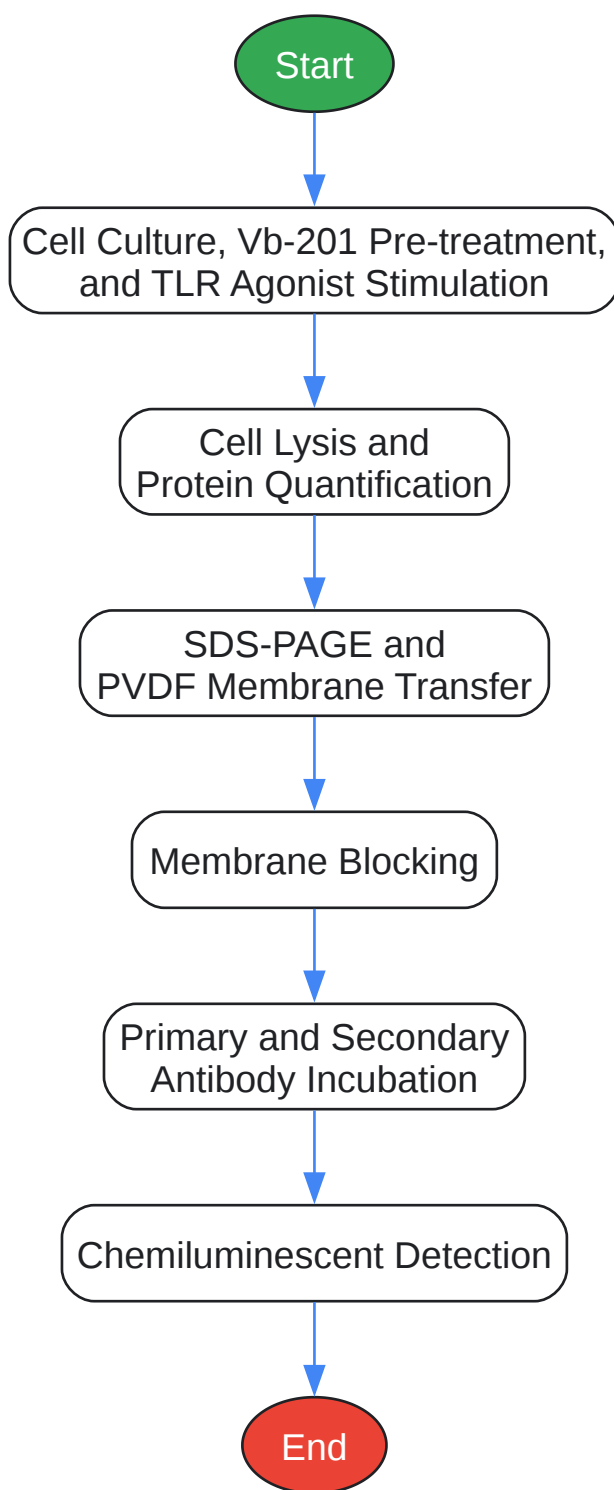 Start
Cell Culture, Vb-201 Pre-treatment,
and TLR Agonist Stimulation
Cell Lysis and
Protein Quantification
SDS-PAGE and
PVDF Membrane Transfer
Membrane Blocking
Primary and Secondary
Antibody Incubation
Chemiluminescent Detection
End